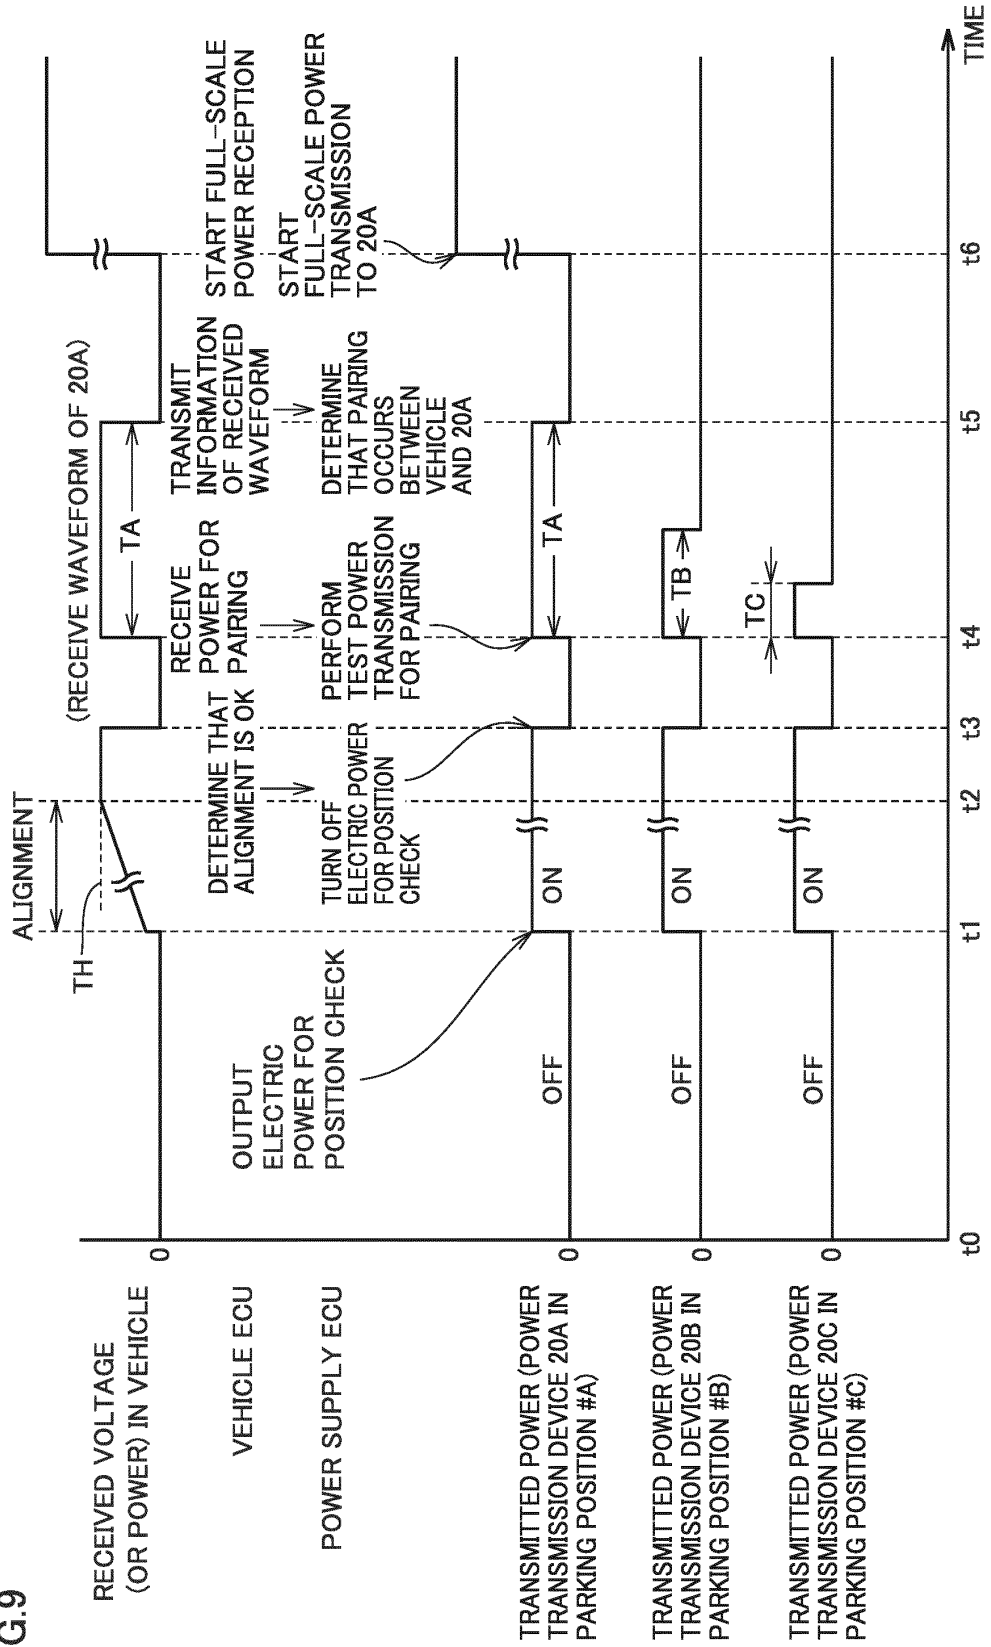 G.9
ALIGNMENT
TH
(RECEIVE WAVEFORM OF 20A)
TA
RECEIVED VOLTAGE
(OR POWER) IN VEHICLE
0
VEHICLE ECU
DETERMINE THAT
ALIGNMENT IS OK
RECEIVE
POWER FOR
PAIRING
TRANSMIT
INFORMATION
OF RECEIVED
WAVEFORM
START FULL-SCALE
POWER RECEPTION
POWER SUPPLY ECU
OUTPUT
ELECTRIC
POWER FOR
POSITION CHECK
TURN OFF
ELECTRIC POWER
FOR POSITION
CHECK
PERFORM
TEST POWER
TRANSMISSION
FOR PAIRING
DETERMINE
THAT PAIRING
OCCURS
BETWEEN
VEHICLE
AND 20A
START
FULL-SCALE POWER
TRANSMISSION
TO 20A
TRANSMITTED POWER (POWER
TRANSMISSION DEVICE 20A IN
PARKING POSITION #A)
0
OFF
ON
TA
TRANSMITTED POWER (POWER
TRANSMISSION DEVICE 20B IN
PARKING POSITION #B)
0
OFF
ON
TB
TRANSMITTED POWER (POWER
TRANSMISSION DEVICE 20C IN
PARKING POSITION #C)
0
OFF
ON
TC
t0
t1
t2
t3
t4
t5
t6
TIME